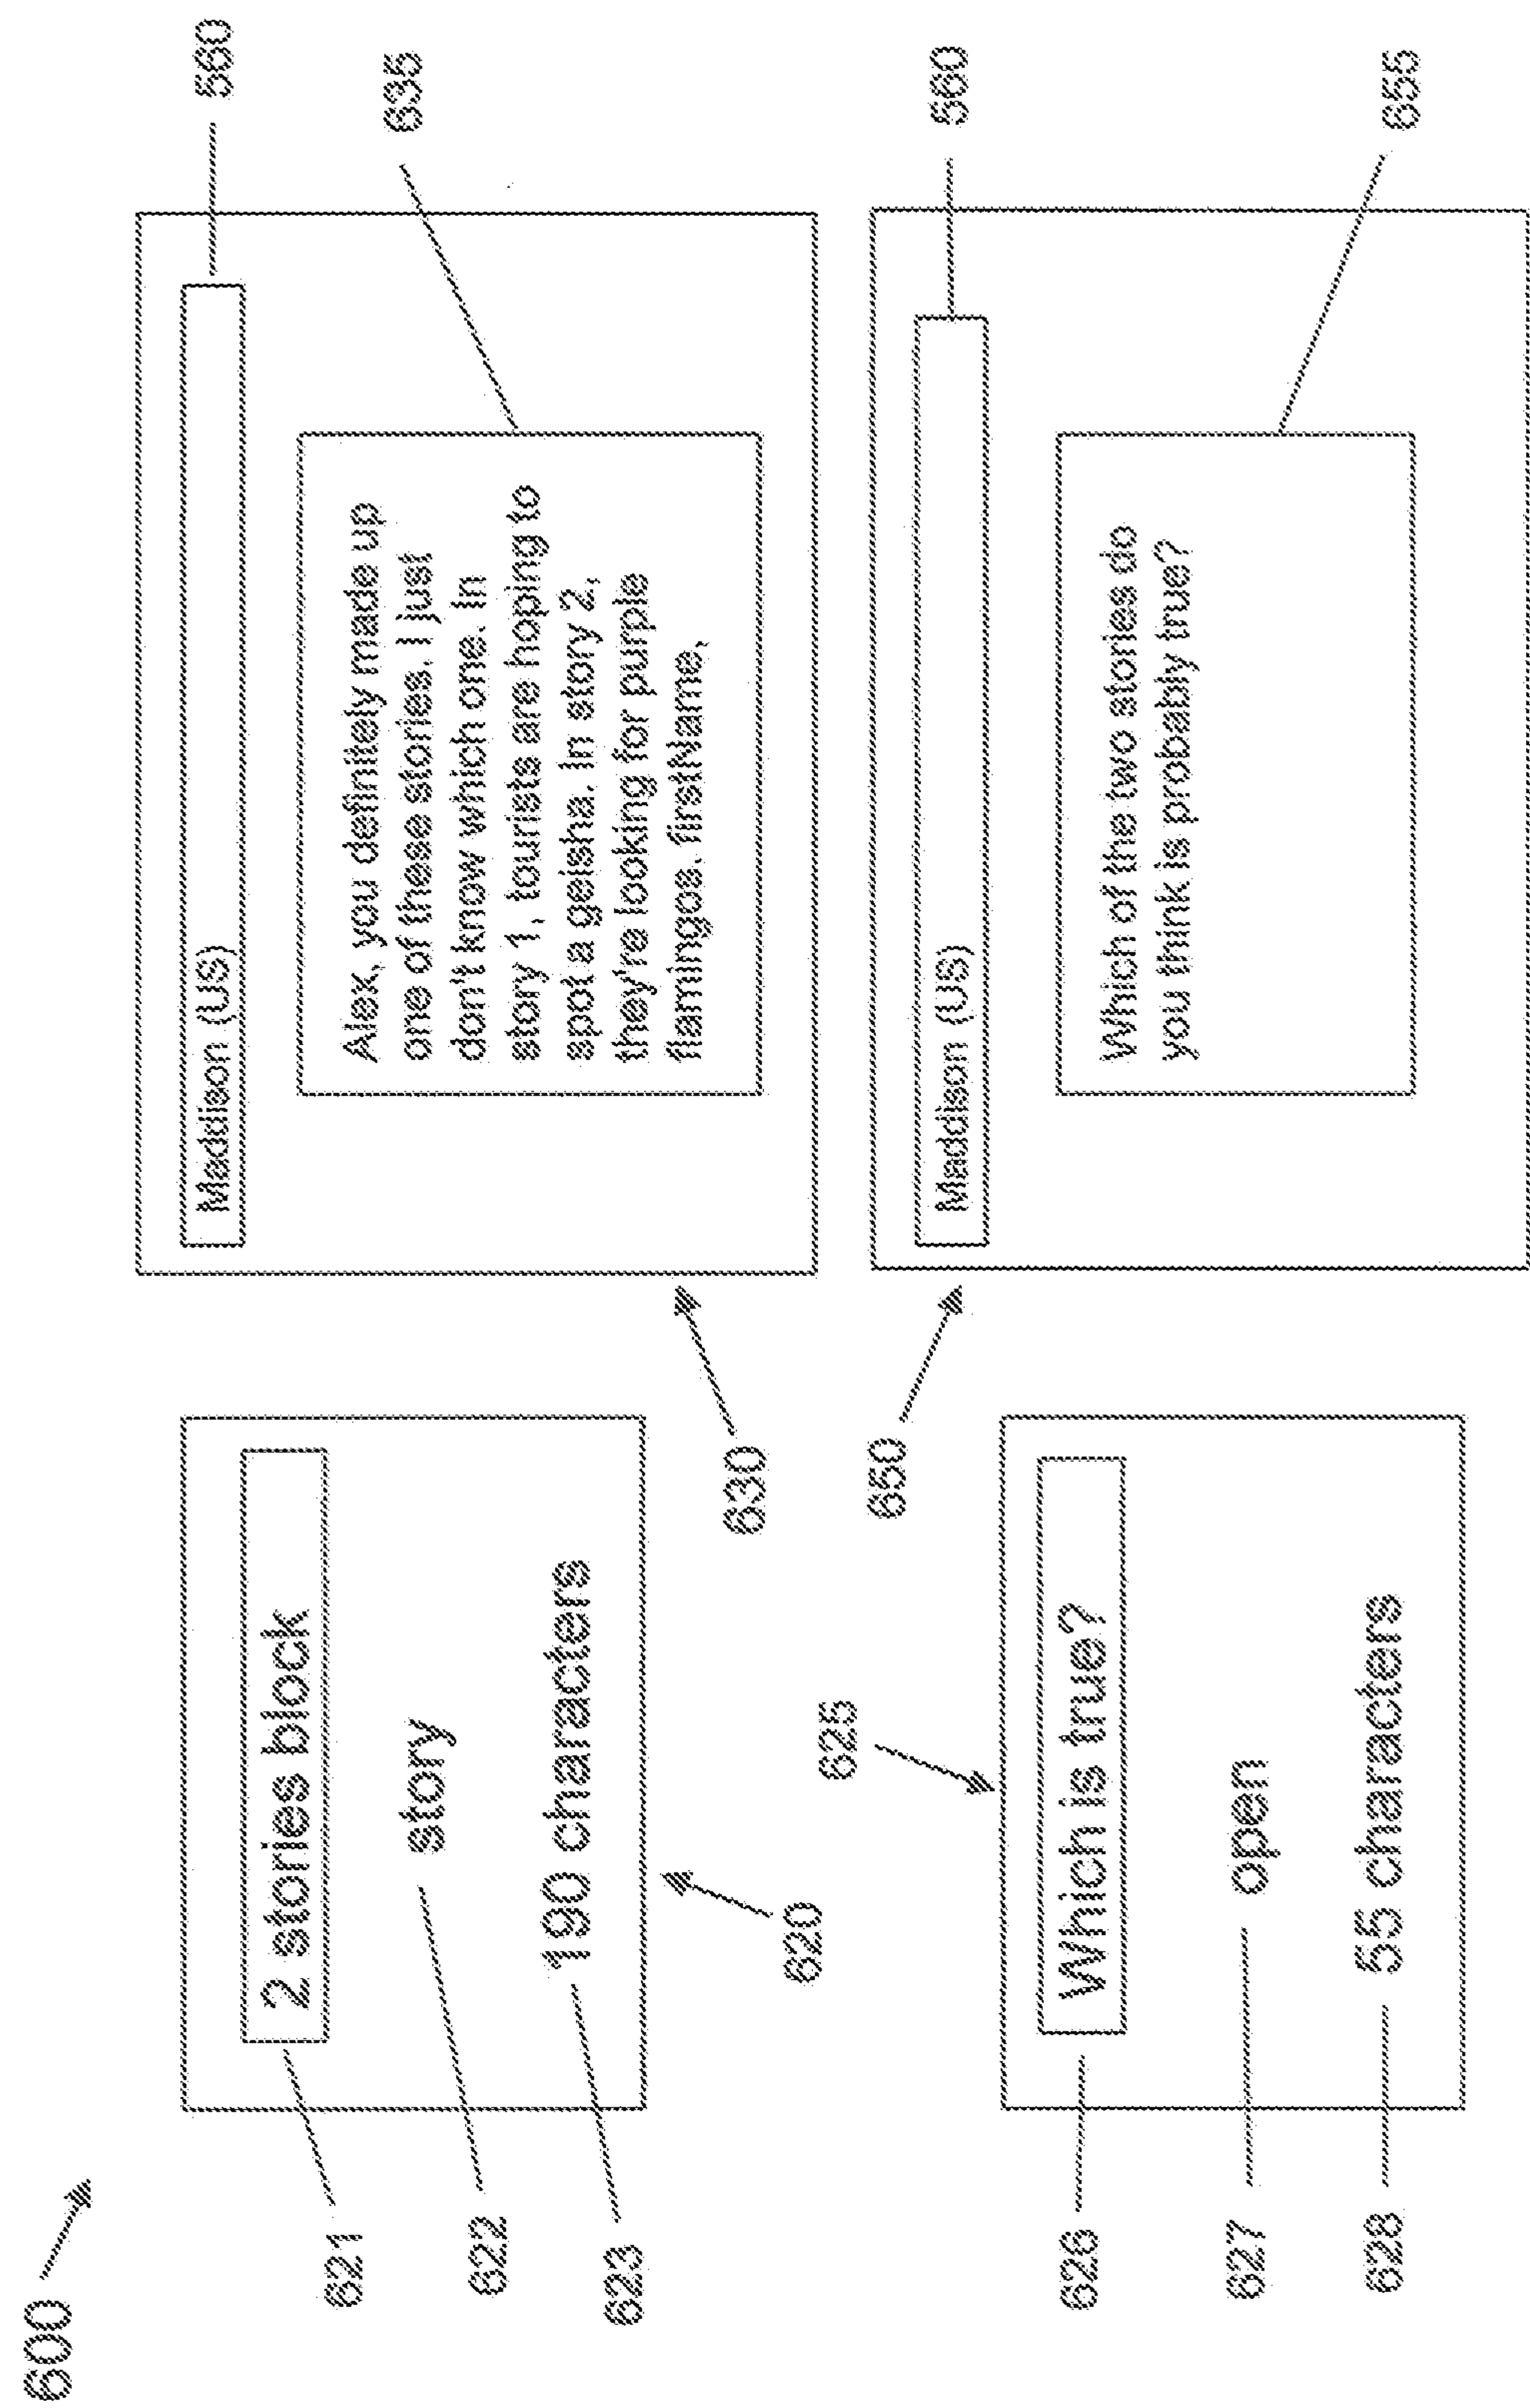 600
621
2 stories block
622
story
623
190 characters
620
630
Maddison (US)
560
Alex, you definitely made up
one of these stories. I just
don't know which one. In
story 1, tourists are hoping to
spot a geisha. In story 2,
they're looking for purple
flamingos. firstName,
635
625
626
Which is true?
627
open
628
55 characters
650
Maddison (US)
560
Which of the two stories do
you think is probably true?
655